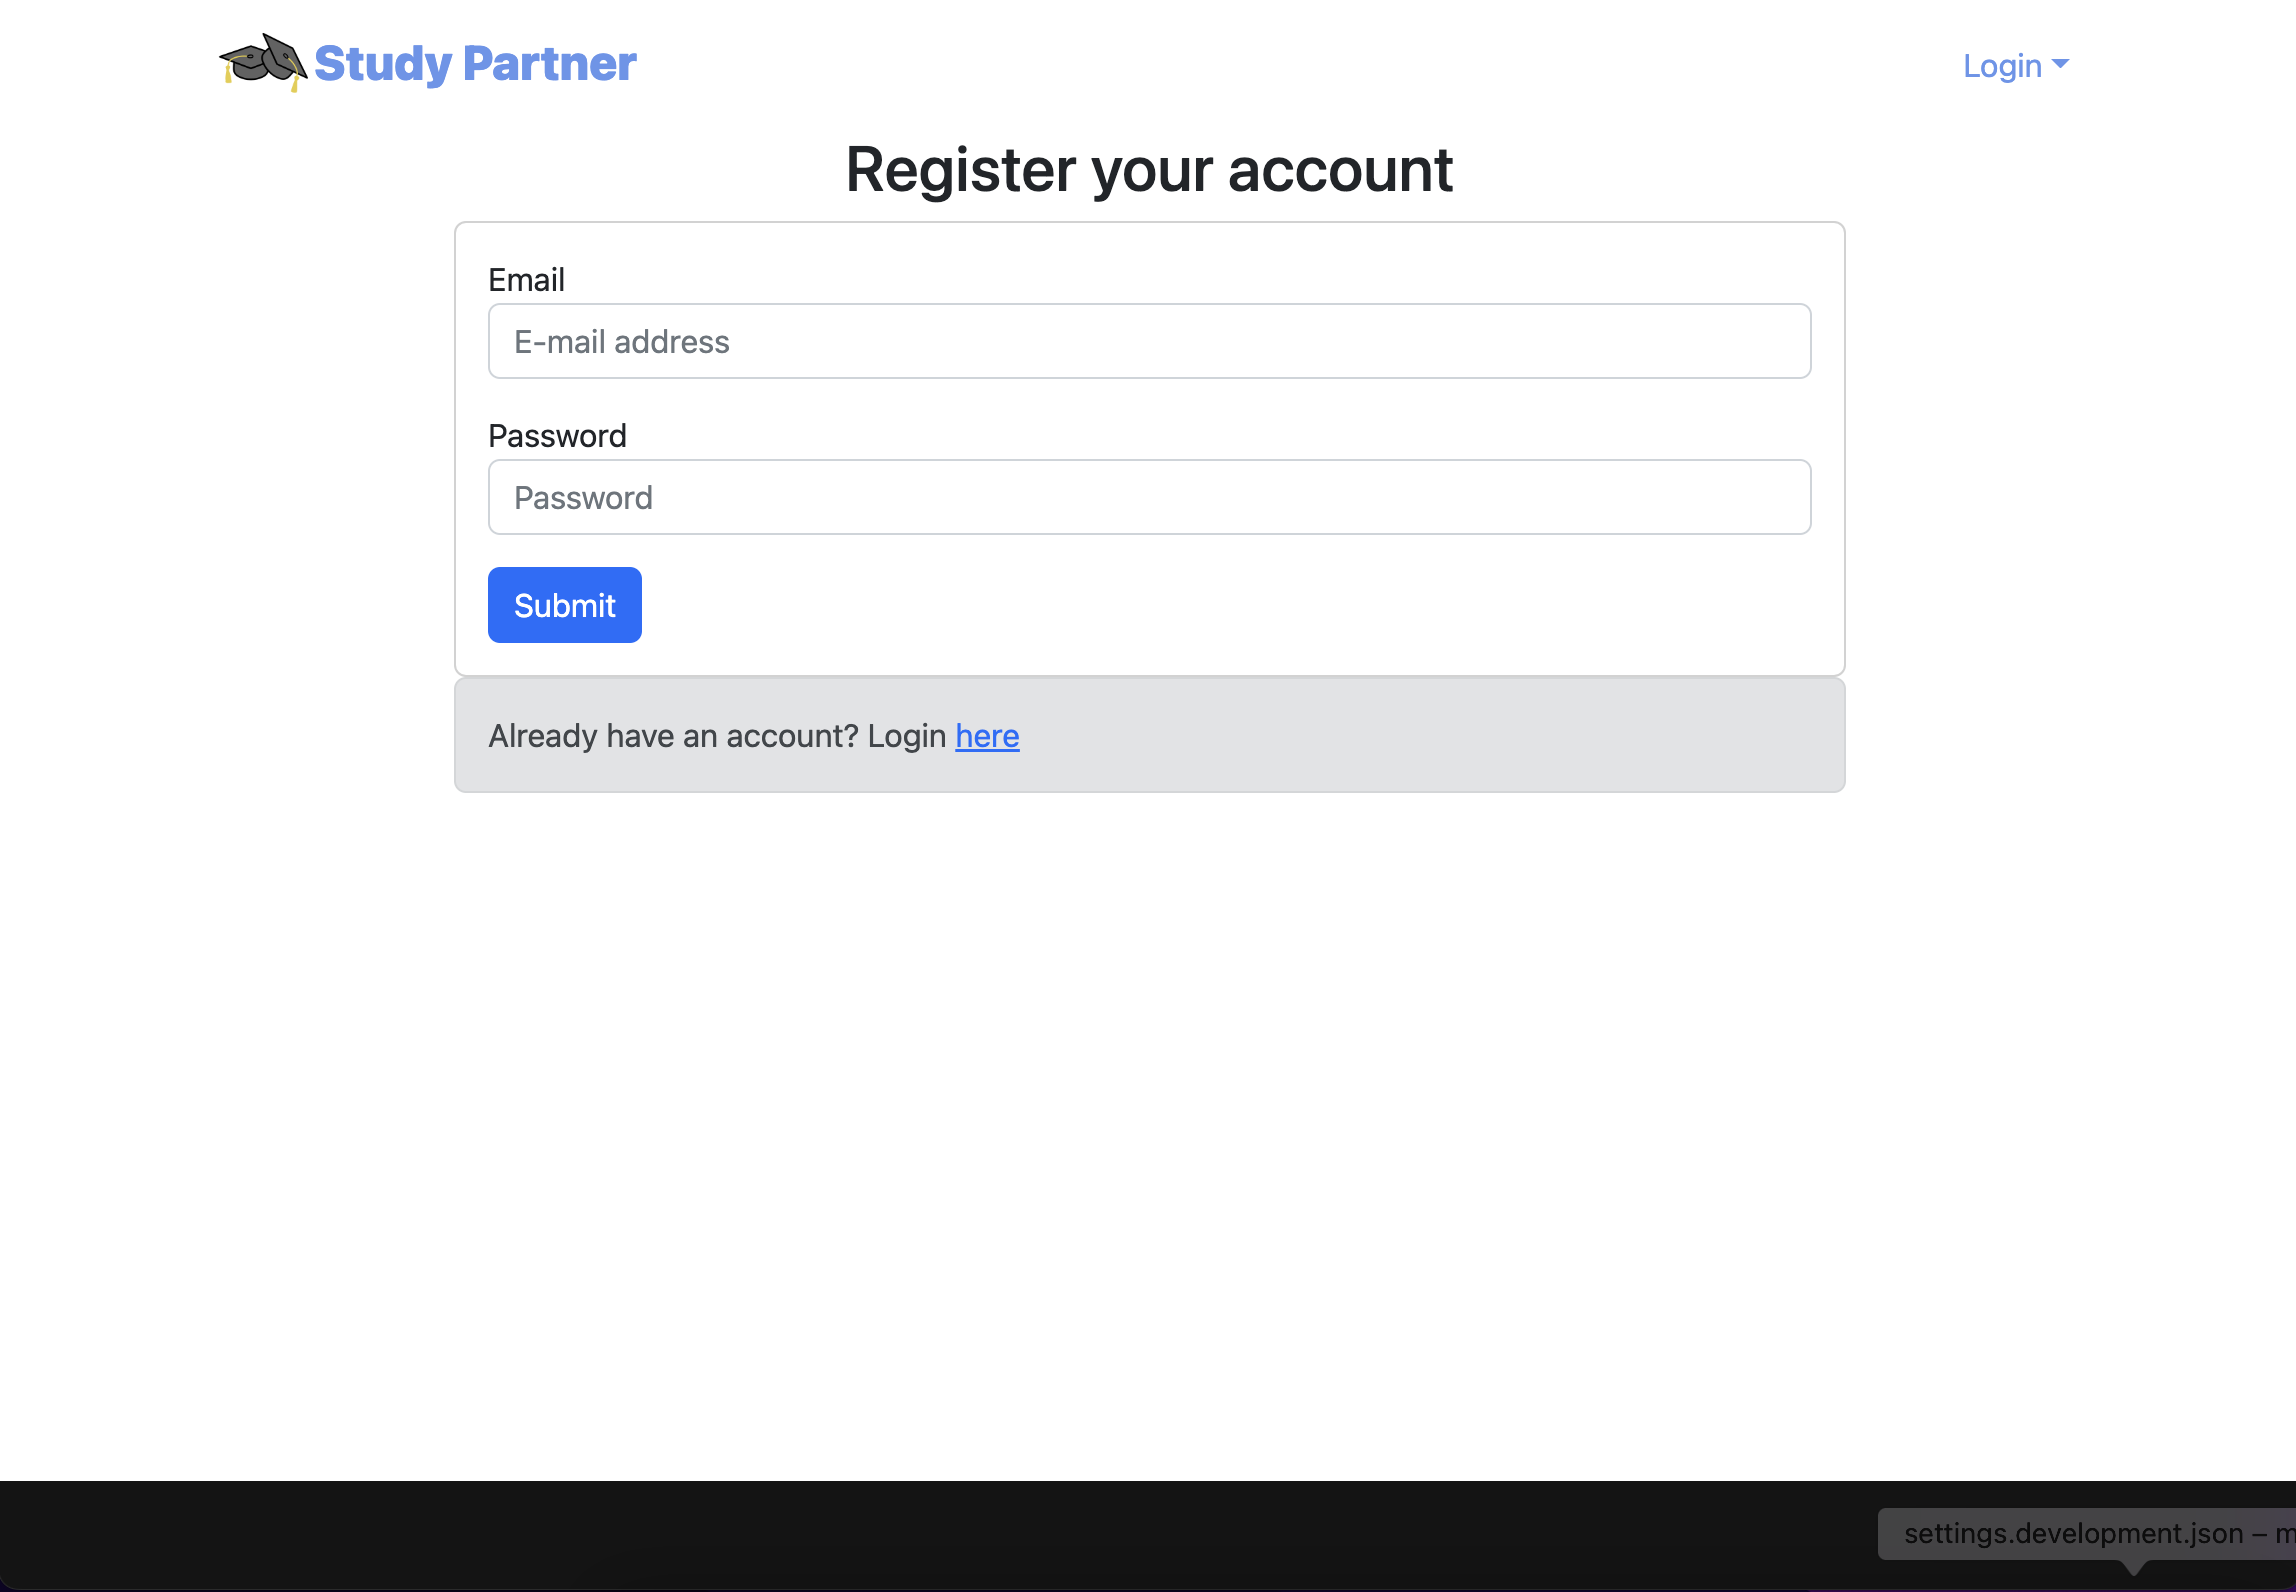 Study Partner
Login
Register your account
Email
E-mail address
Password
Password
Submit
Already have an account? Login here
settings.development.json – m